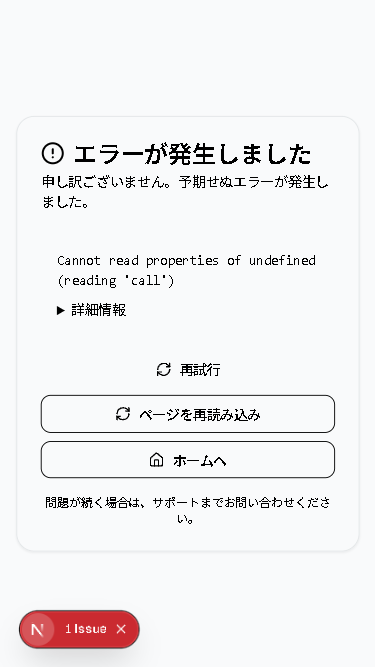 エラーが発生しました
申し訳ございません。予期せぬエラーが発生し
ました。
Cannot read properties of undefined
(reading 'call')
▶ 詳細情報
再試行
ページを再読み込み
ホームへ
問題が続く場合は、サポートまでお問い合わせくださ
い。
N 1 Issue